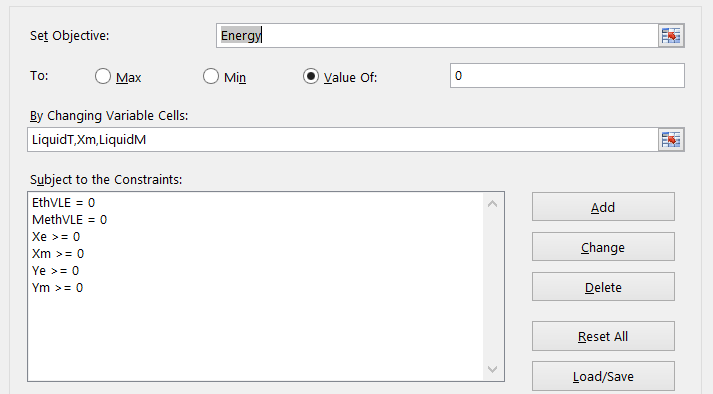 Set Objective: Energy
To: Max Min Value Of: 0
By Changing Variable Cells:
LiquidT,Xm,LiquidM
Subject to the Constraints:
EthVLE = 0
MethVLE = 0
Xe >= 0
Xm >= 0
Ye >= 0
Ym >= 0
Add
Change
Delete
Reset All
Load/Save